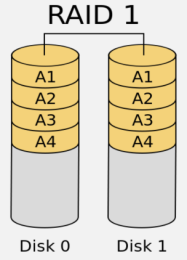 RAID 1
A1 A1
A2 A2
A3 A3
A4 A4
Disk 0 Disk 1